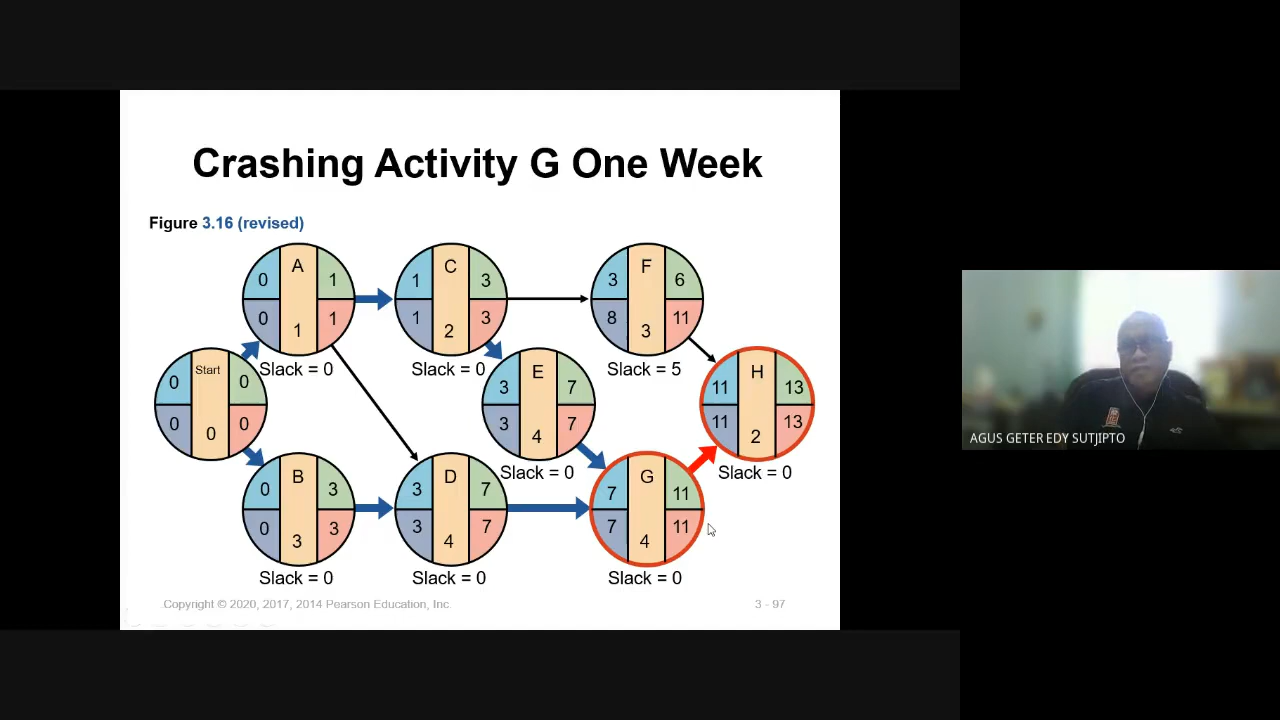 Crashing Activity G One Week
Figure 3.16 (revised)
0 A 1
0 1 1
Slack = 0
1 C 3
1 2 3
Slack = 0
3 F 6
8 3 11
Slack = 5
0 Start 0
0 0 0
3 E 7
3 4 7
Slack = 0
11 H 13
11 2 13
Slack = 0
0 B 3
0 3 3
Slack = 0
3 D 7
3 4 7
Slack = 0
7 G 11
7 4 11
Slack = 0
Copyright © 2020, 2017, 2014 Pearson Education, Inc.
3 - 97
AGUS GETER EDY SUTJIPTO